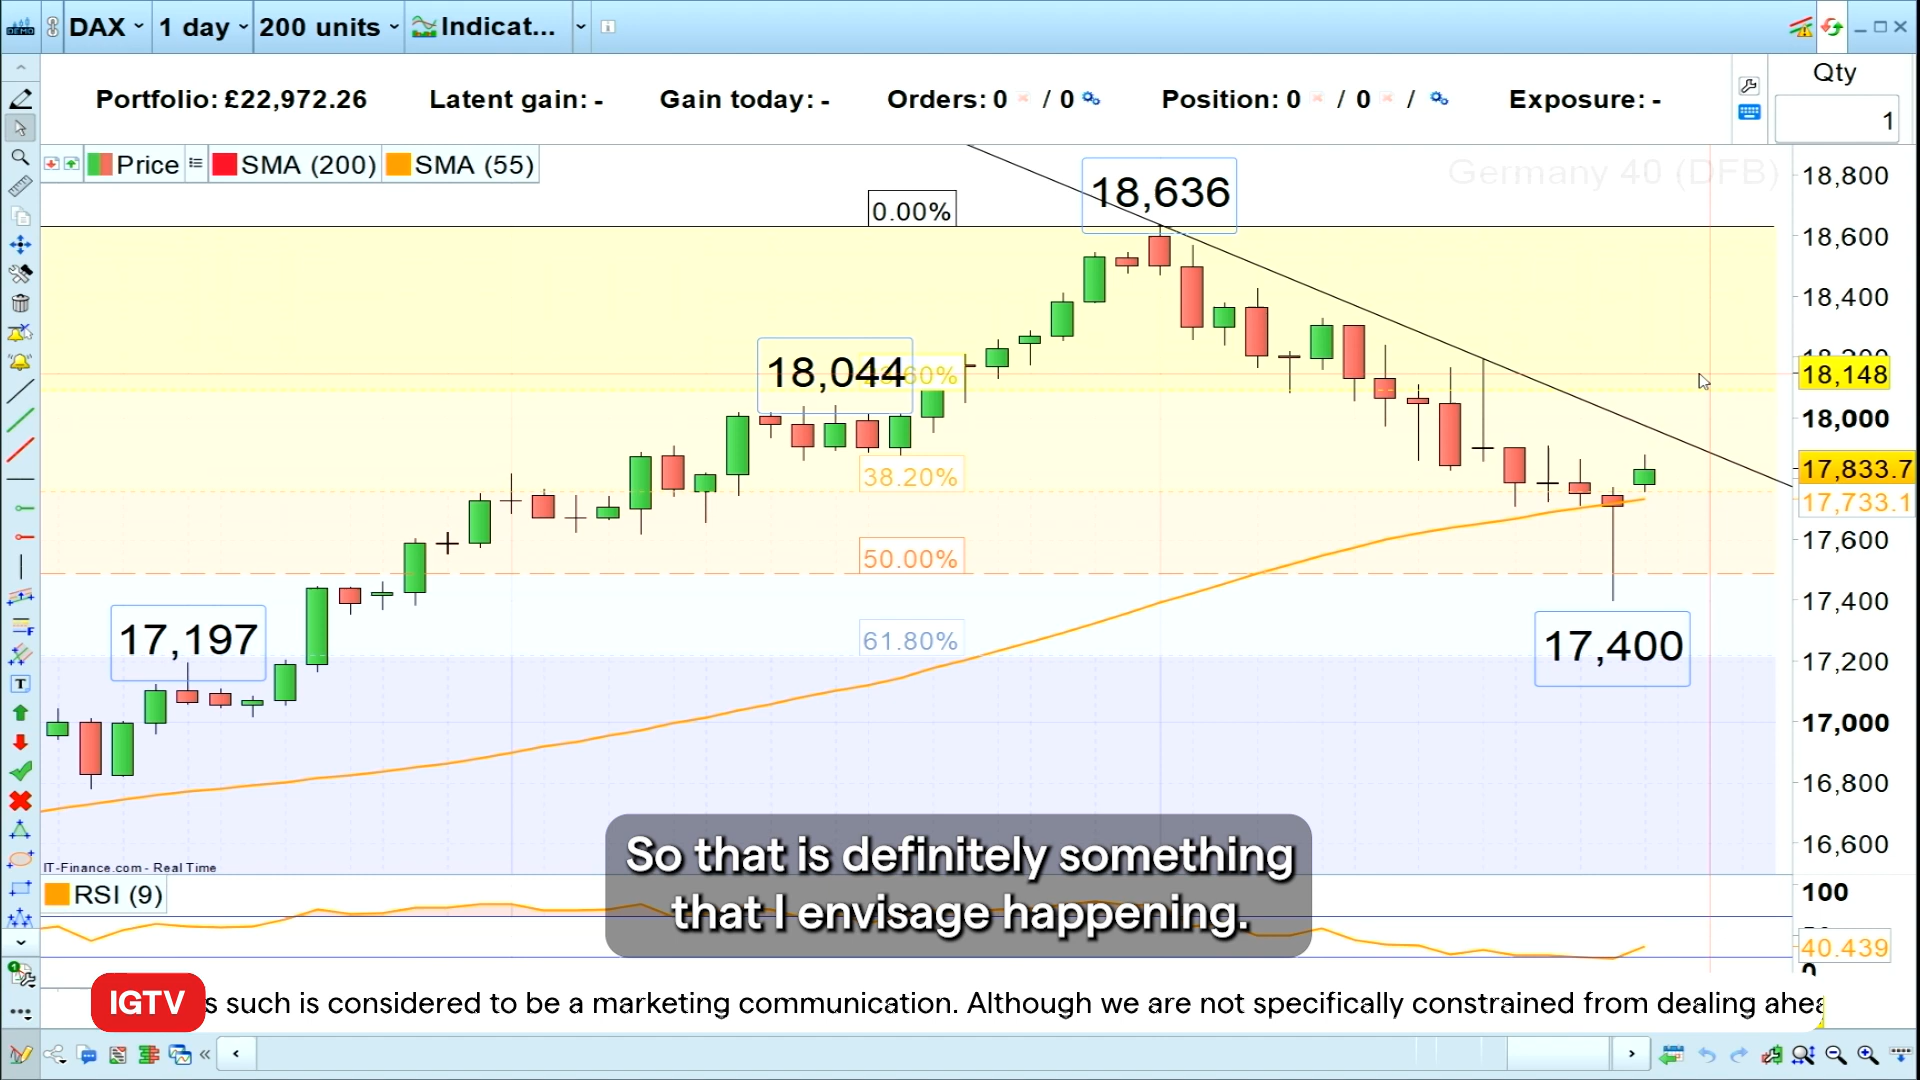 DAX 1 day 200 units Indicat...
Qty
Portfolio: £22,972.26 Latent gain: - Gain today: - Orders: 0 / 0 Position: 0 / 0 / Exposure: -
1
Price SMA (200) SMA (55)
Germany 40 (DFB)
18,800
18,636
0.00%
18,600
18,400
18,044
18,148
18,000
17,833.7
38.20%
17,733.1
17,600
50.00%
17,400
17,197
61.80%
17,400
17,200
17,000
16,800
16,600
IT-Finance.com - Real Time
So that is definitely something
that I envisage happening.
RSI (9)
100
40.439
0
IGTV s such is considered to be a marketing communication. Although we are not specifically constrained from dealing ahea